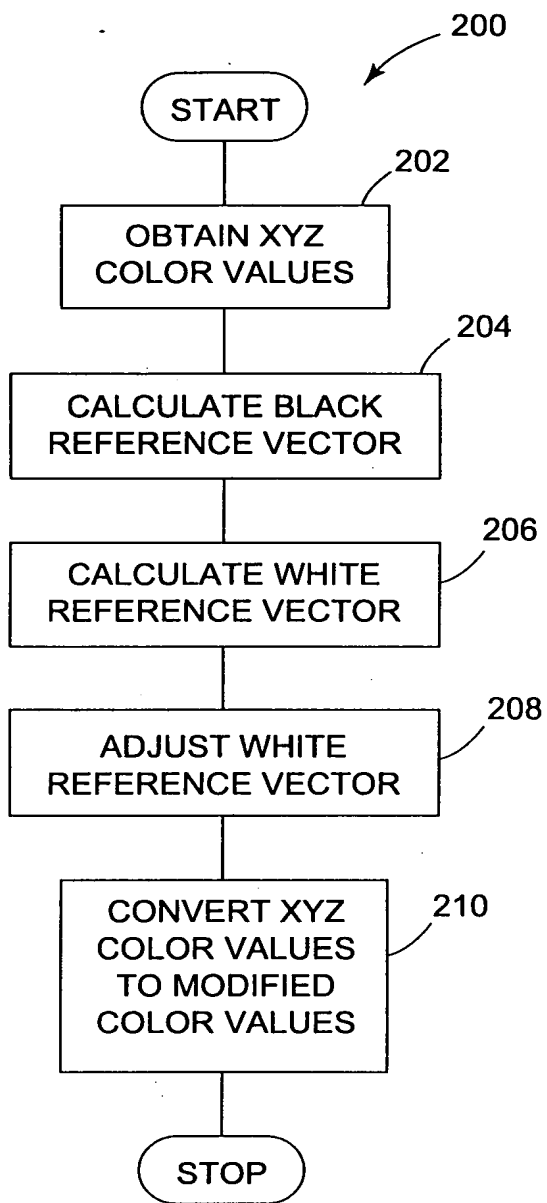 200
START
202
OBTAIN XYZ
COLOR VALUES
204
CALCULATE BLACK
REFERENCE VECTOR
206
CALCULATE WHITE
REFERENCE VECTOR
208
ADJUST WHITE
REFERENCE VECTOR
210
CONVERT XYZ
COLOR VALUES
TO MODIFIED
COLOR VALUES
STOP